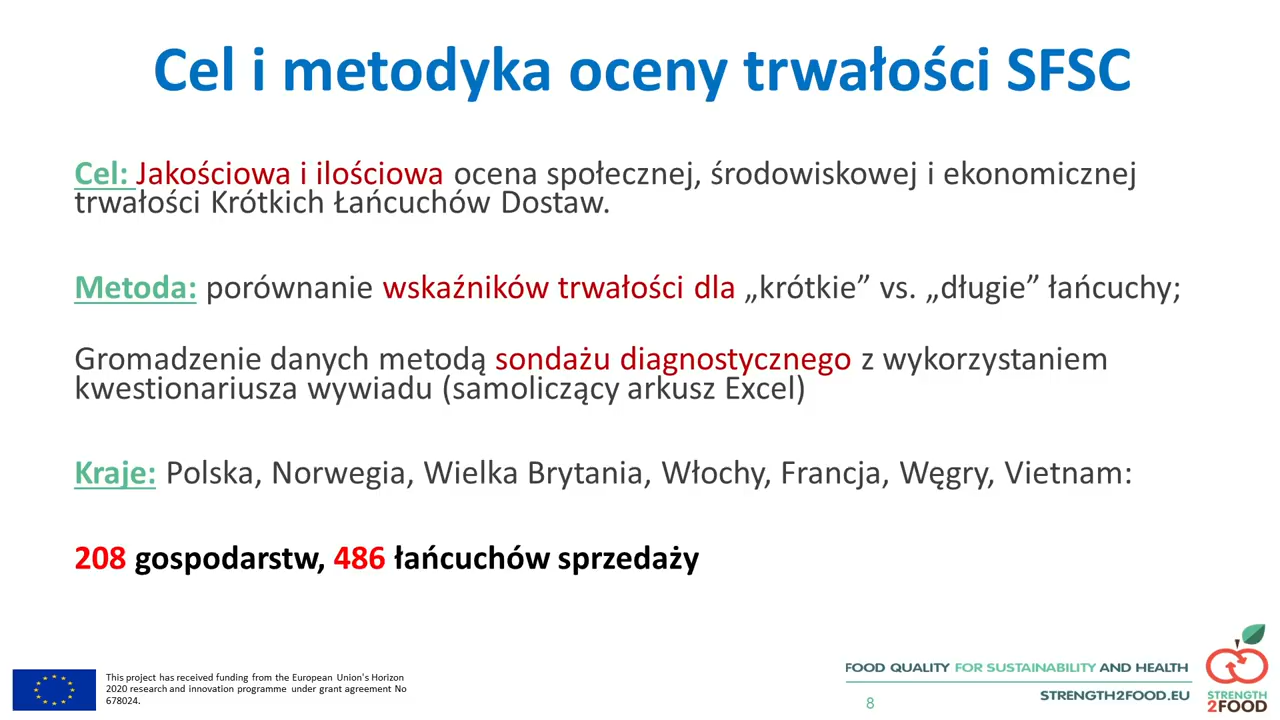 Cel i metodyka oceny trwałości SFSC
Cel: Jakościowa i ilościowa ocena społecznej, środowiskowej i ekonomicznej
trwałości Krótkich Łańcuchów Dostaw.
Metoda: porównanie wskaźników trwałości dla „krótkie” vs. „długie” łańcuchy;
Gromadzenie danych metodą sondażu diagnostycznego z wykorzystaniem
kwestionariusza wywiadu (samoliczący arkusz Excel)
Kraje: Polska, Norwegia, Wielka Brytania, Włochy, Francja, Węgry, Vietnam:
208 gospodarstw, 486 łańcuchów sprzedaży
This project has received funding from the European Union's Horizon
2020 research and innovation programme under grant agreement No
678024.
FOOD QUALITY FOR SUSTAINABILITY AND HEALTH
STRENGTH2FOOD.EU
8
STRENGTH
2FOOD